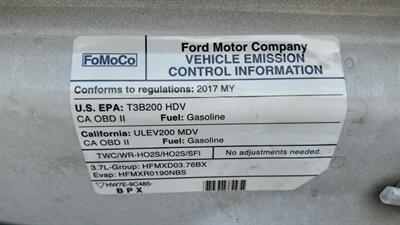 FoMoCo
Ford Motor Company
VEHICLE EMISSION
CONTROL INFORMATION
Conforms to regulations: 2017 MY
U.S. EPA: T3B200 HDV
CA OBD II Fuel: Gasoline
California: ULEV200 MDV
CA OBD II Fuel: Gasoline
TWC/WR-HO2S/HO2S/SFI No adjustments needed.
3.7L-Group: HFMXD03.76BX
Evap: HFMXR0190NBS
HW7E-9C485-
BPX